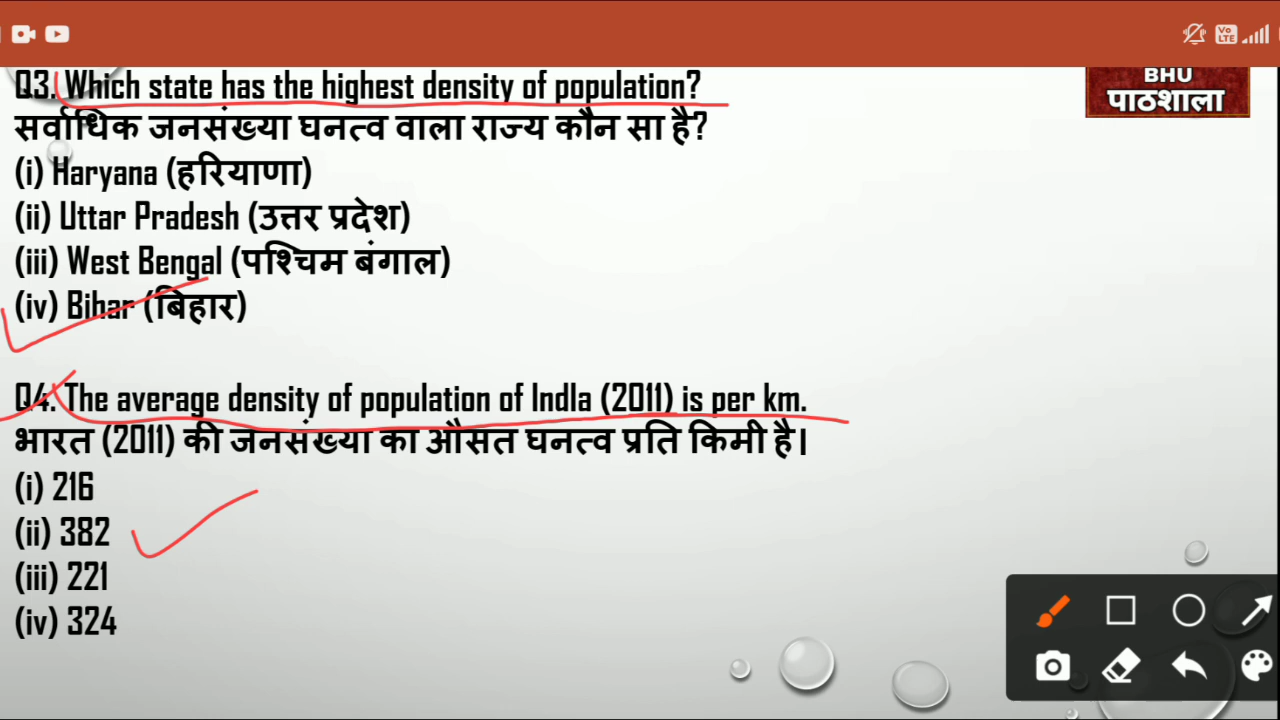 Vo
LTE
BHU
पाठशाला
Q3. Which state has the highest density of population?
सर्वाधिक जनसंख्या घनत्व वाला राज्य कौन सा है?
(i) Haryana (हरियाणा)
(ii) Uttar Pradesh (उत्तर प्रदेश)
(iii) West Bengal (पश्चिम बंगाल)
(iv) Bihar (बिहार)
Q4. The average density of population of Indla (2011) is per km.
भारत (2011) की जनसंख्या का औसत घनत्व प्रति किमी है।
(i) 216
(ii) 382
(iii) 221
(iv) 324